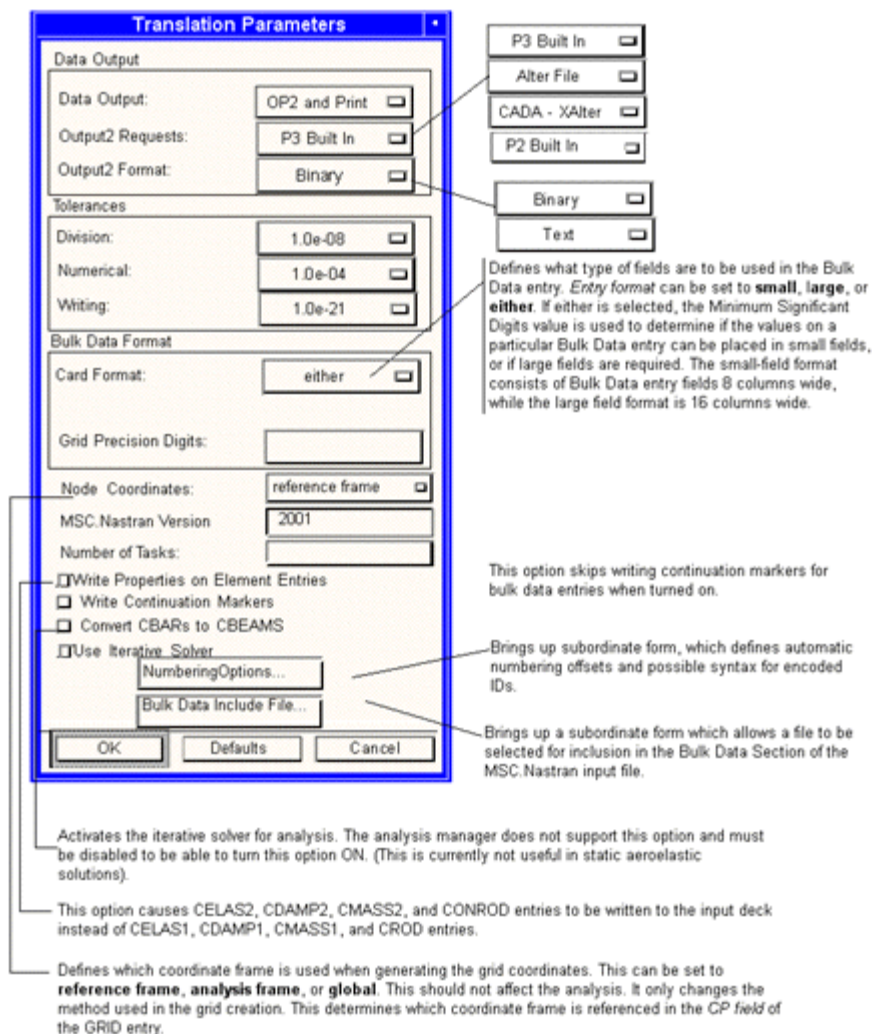 Translation Parameters
Data Output
Data Output:
OP2 and Print
Output2 Requests:
P3 Built In
Output2 Format:
Binary
Tolerances
Division:
1.0e-08
Numerical:
1.0e-04
Writing:
1.0e-21
Bulk Data Format
Card Format:
either
Grid Precision Digits:
Node Coordinates:
reference frame
MSC.Nastran Version
2001
Number of Tasks:
Write Properties on Element Entries
Write Continuation Markers
Convert CBARs to CBEAMS
Use Iterative Solver
NumberingOptions...
Bulk Data Include File...
OK
Defaults
Cancel
P3 Built In
Alter File
CADA - XAlter
P2 Built In
Binary
Text
Defines what type of fields are to be used in the Bulk
Data entry. Entry format can be set to small, large, or
either. If either is selected, the Minimum Significant
Digits value is used to determine if the values on a
particular Bulk Data entry can be placed in small fields,
or if large fields are required. The small-field format
consists of Bulk Data entry fields 8 columns wide,
while the large field format is 16 columns wide.
This option skips writing continuation markers for
bulk data entries when turned on.
Brings up subordinate form, which defines automatic
numbering offsets and possible syntax for encoded
IDs.
Brings up a subordinate form which allows a file to be
selected for inclusion in the Bulk Data Section of the
MSC.Nastran input file.
Activates the iterative solver for analysis. The analysis manager does not support this option and must
be disabled to be able to turn this option ON. (This is currently not useful in static aeroelastic
solutions).
This option causes CELAS2, CDAMP2, CMASS2, and CONROD entries to be written to the input deck
instead of CELAS1, CDAMP1, CMASS1, and CROD entries.
Defines which coordinate frame is used when generating the grid coordinates. This can be set to
reference frame, analysis frame, or global. This should not affect the analysis. It only changes the
method used in the grid creation. This determines which coordinate frame is referenced in the CP field of
the GRID entry.